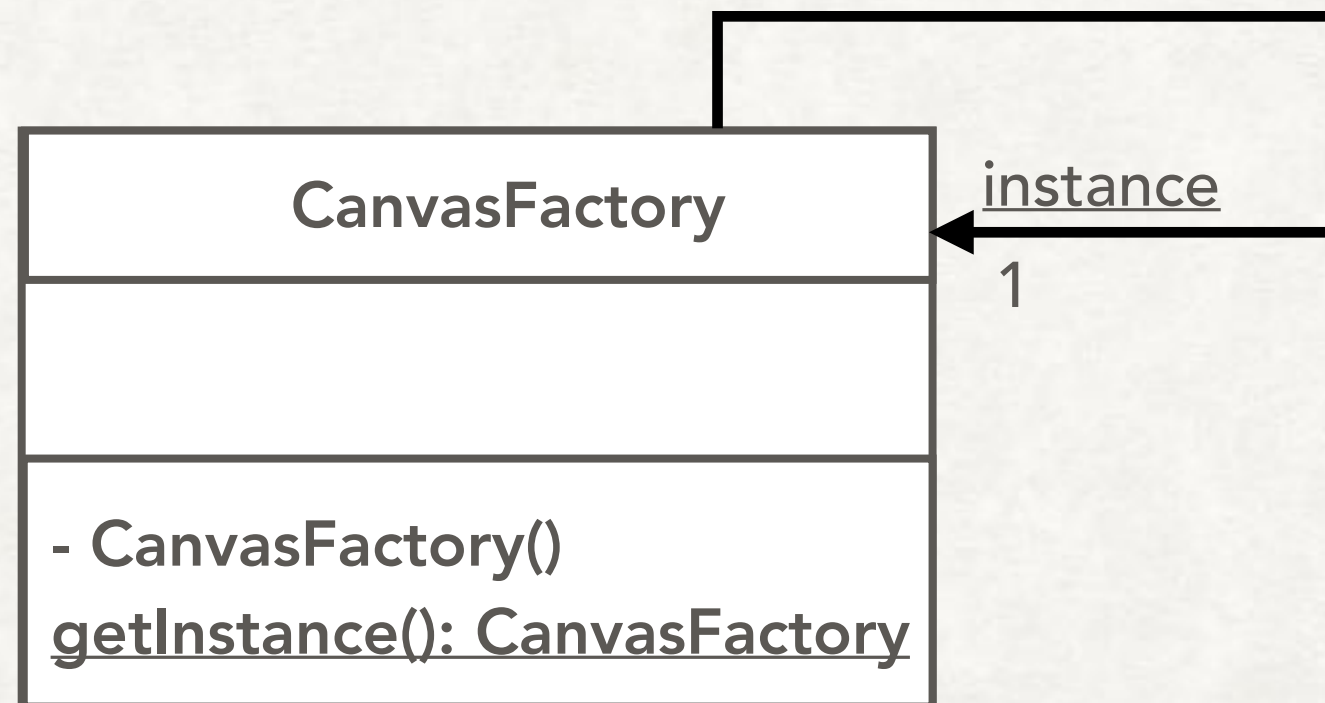 CanvasFactory
instance
1
- CanvasFactory()
getInstance(): CanvasFactory